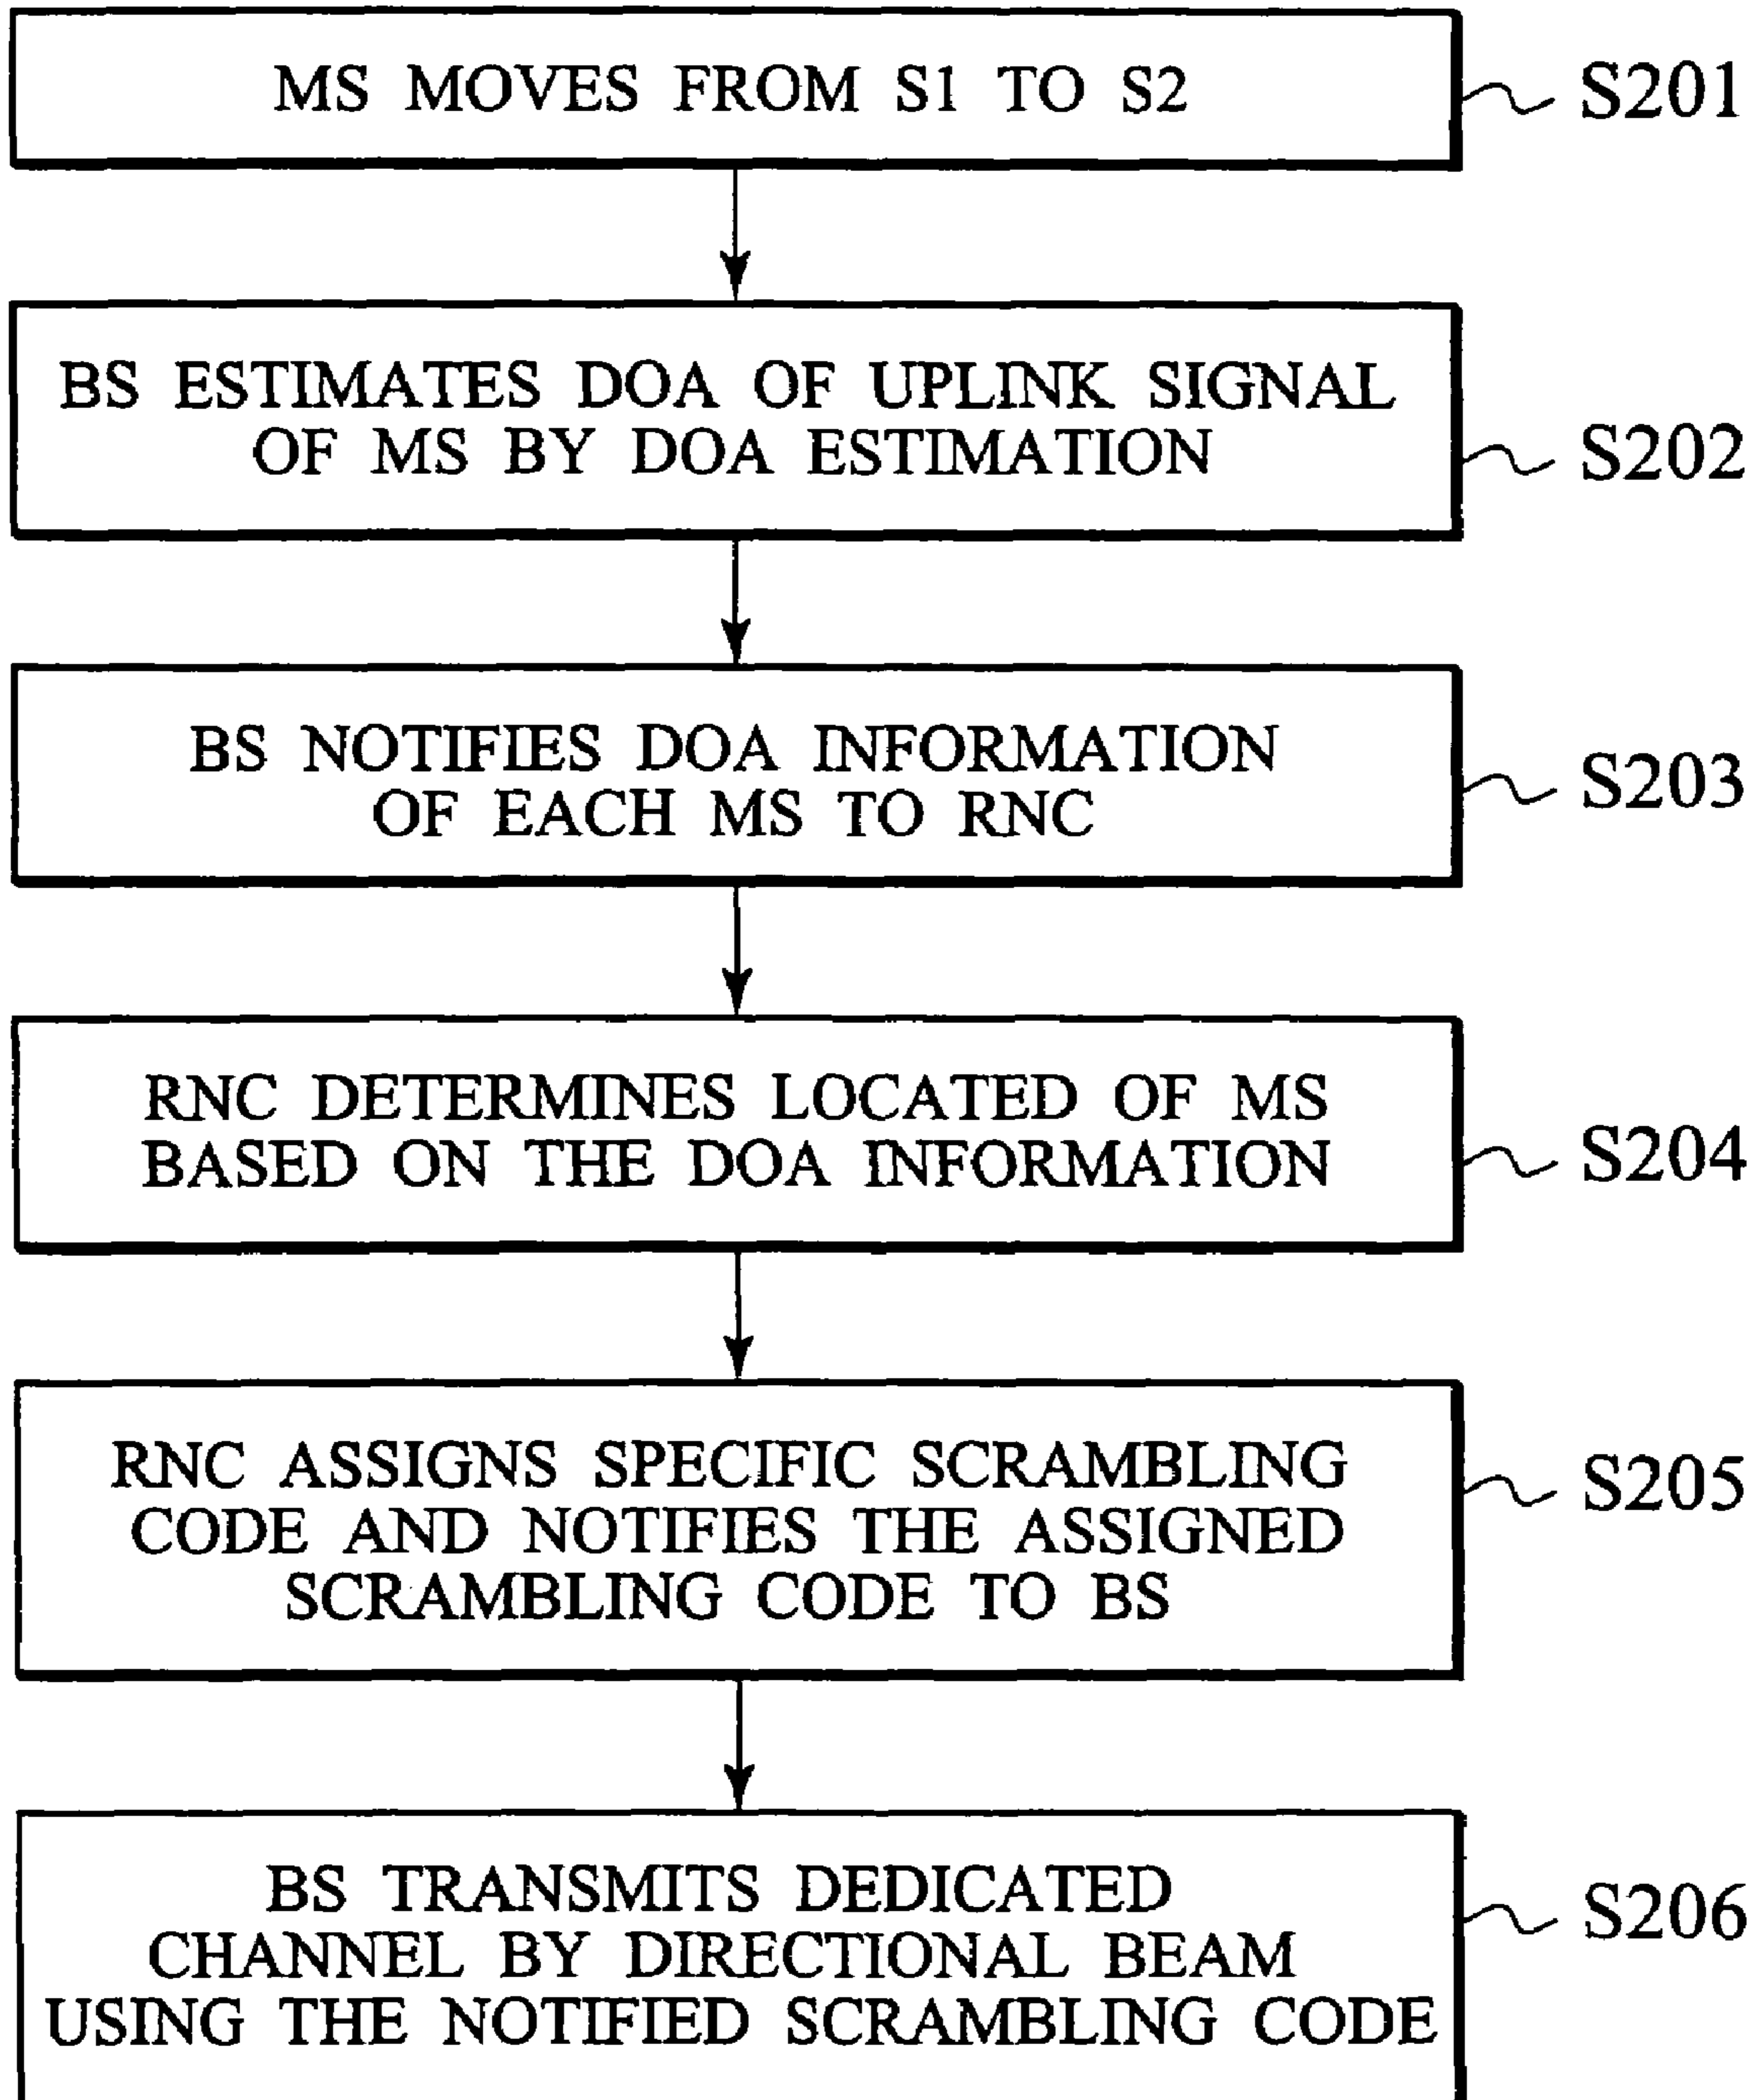 MS MOVES FROM S1 TO S2
S201
BS ESTIMATES DOA OF UPLINK SIGNAL
OF MS BY DOA ESTIMATION
S202
BS NOTIFIES DOA INFORMATION
OF EACH MS TO RNC
S203
RNC DETERMINES LOCATED OF MS
BASED ON THE DOA INFORMATION
S204
RNC ASSIGNS SPECIFIC SCRAMBLING
CODE AND NOTIFIES THE ASSIGNED
SCRAMBLING CODE TO BS
S205
BS TRANSMITS DEDICATED
CHANNEL BY DIRECTIONAL BEAM
USING THE NOTIFIED SCRAMBLING CODE
S206